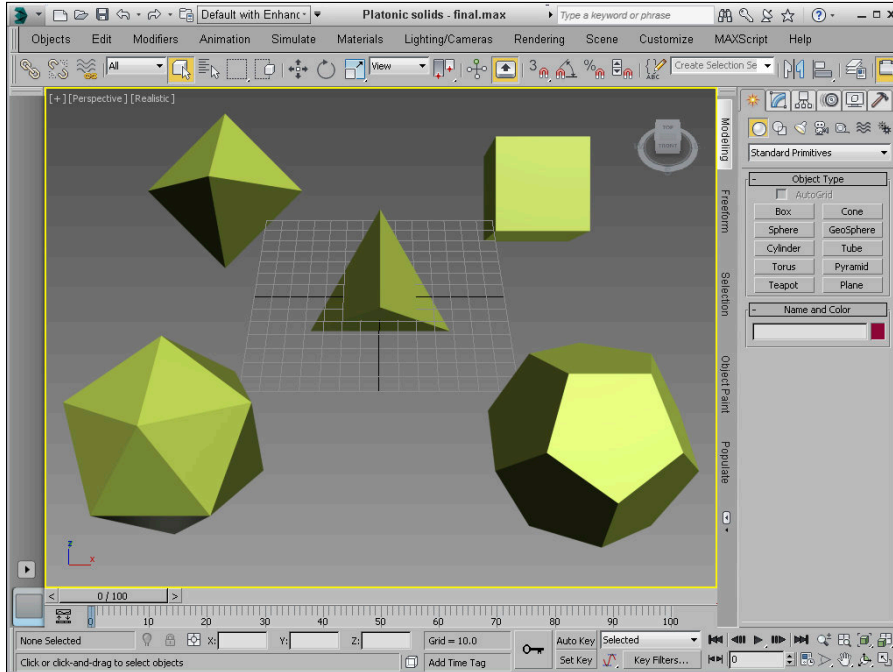 Default with Enhanc
Platonic solids - final.max
Type a keyword or phrase
Objects Edit Modifiers Animation Simulate Materials Lighting/Cameras Rendering Scene Customize MAXScript Help
All
View
3
%
ABC
Create Selection Se
[+] [Perspective] [Realistic]
TOP
FRONT
Modeling
Freeform
Selection
Object Paint
Populate
Standard Primitives
- Object Type
AutoGrid
Box Cone
Sphere GeoSphere
Cylinder Tube
Torus Pyramid
Teapot Plane
- Name and Color
z
x
< 0 / 100 >
0 10 20 30 40 50 60 70 80 90 100
None Selected X: Y: Z: Grid = 10.0 Auto Key Selected
Click or click-and-drag to select objects Add Time Tag Set Key Key Filters... 0